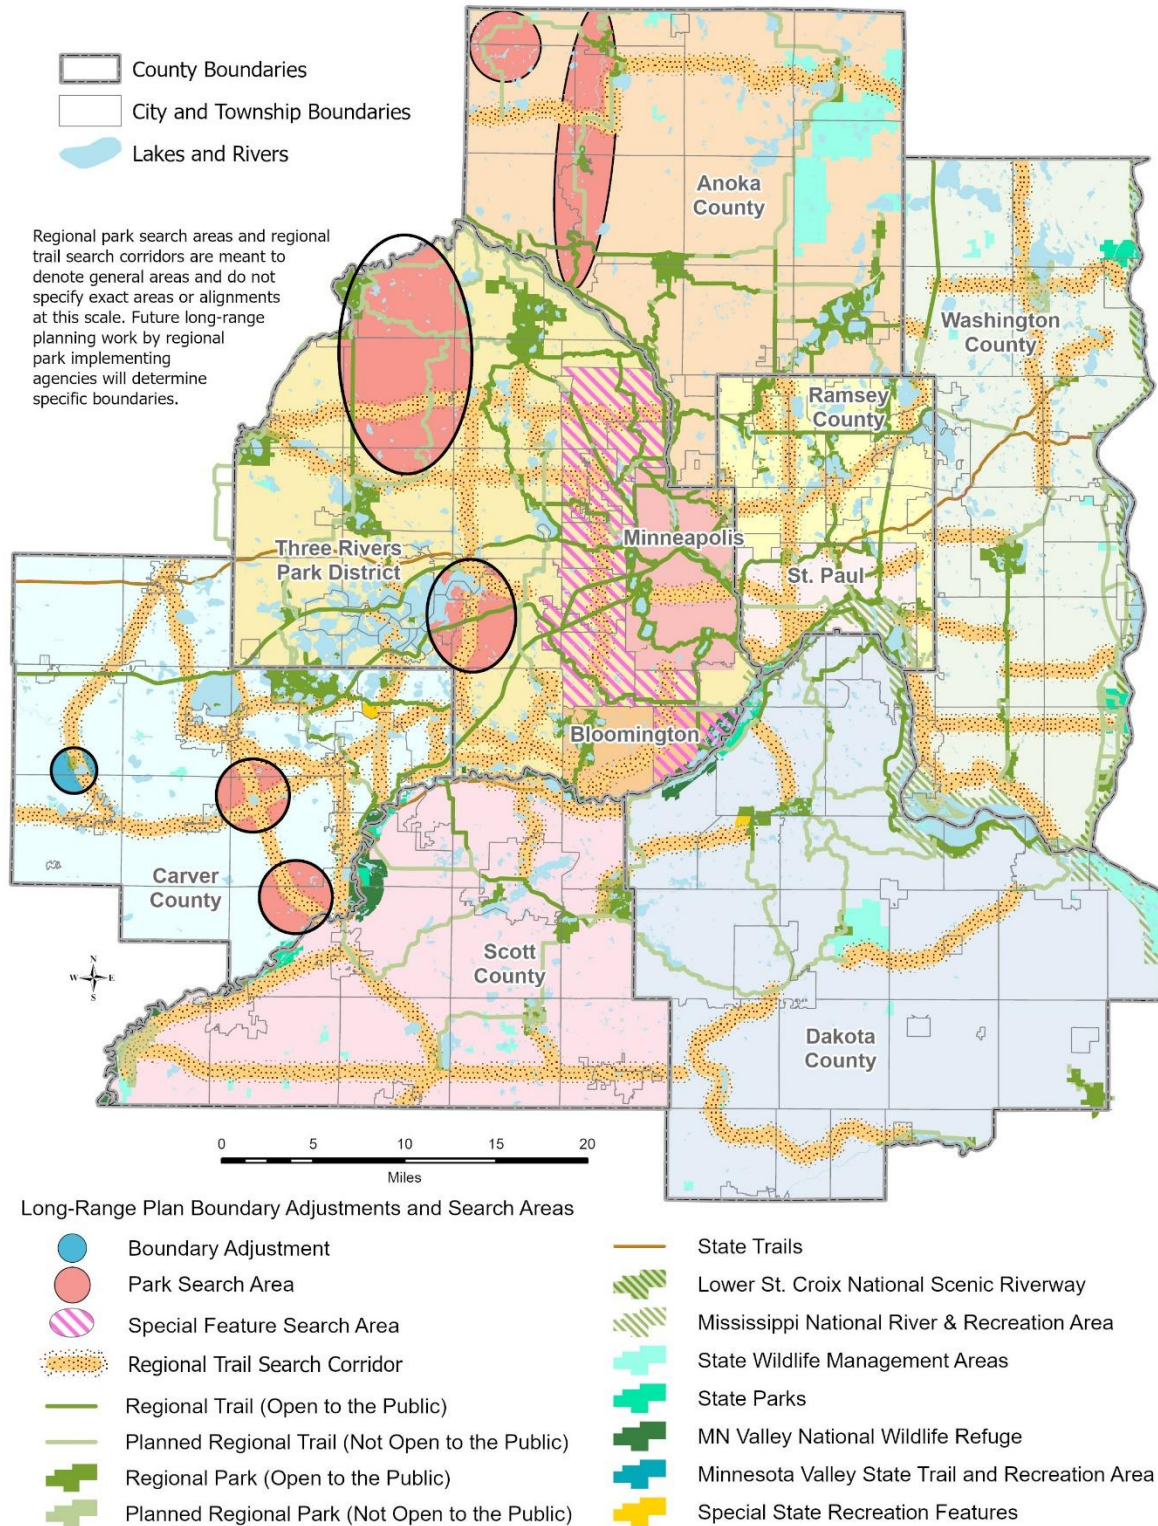 County Boundaries
City and Township Boundaries
Lakes and Rivers
Regional park search areas and regional
trail search corridors are meant to
denote general areas and do not
specify exact areas or alignments
at this scale. Future long-range
planning work by regional
park implementing
agencies will determine
specific boundaries.
Anoka
County
Washington
County
Ramsey
County
Minneapolis
Three Rivers
Park District
St. Paul
Bloomington
Carver
County
Scott
County
Dakota
County
N
W E
S
0 5 10 15 20
Miles
Long-Range Plan Boundary Adjustments and Search Areas
Boundary Adjustment
Park Search Area
Special Feature Search Area
Regional Trail Search Corridor
Regional Trail (Open to the Public)
Planned Regional Trail (Not Open to the Public)
Regional Park (Open to the Public)
Planned Regional Park (Not Open to the Public)
State Trails
Lower St. Croix National Scenic Riverway
Mississippi National River & Recreation Area
State Wildlife Management Areas
State Parks
MN Valley National Wildlife Refuge
Minnesota Valley State Trail and Recreation Area
Special State Recreation Features